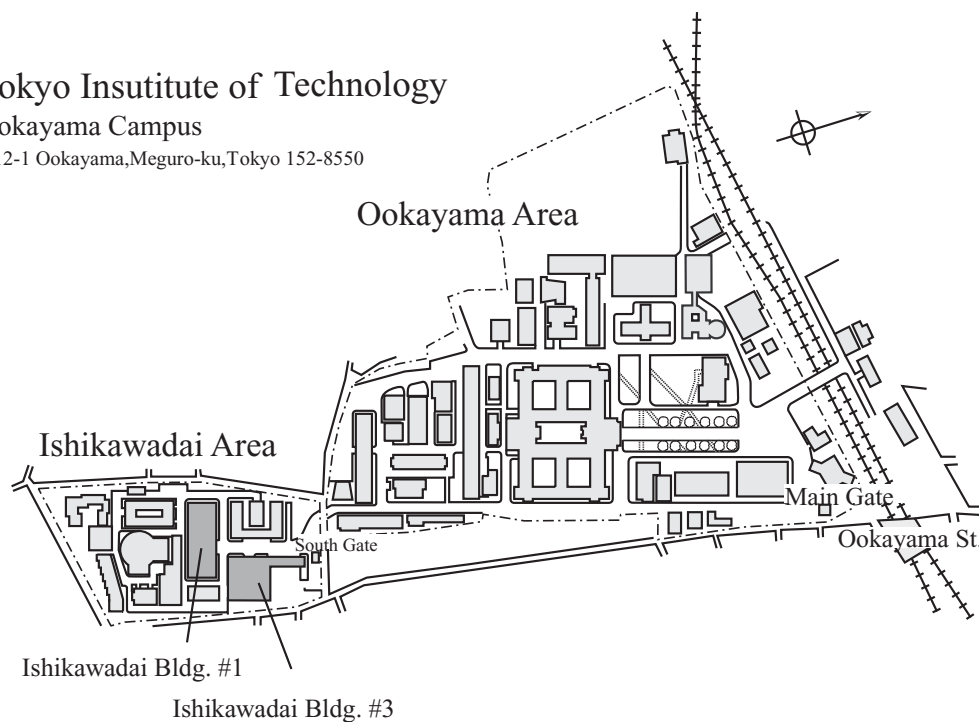 okyo Insutitute of Technology
okayama Campus
12-1 Ookayama,Meguro-ku,Tokyo 152-8550
Ookayama Area
Ishikawadai Area
Main Gate
South Gate
Ookayama St.
Ishikawadai Bldg. #1
Ishikawadai Bldg. #3